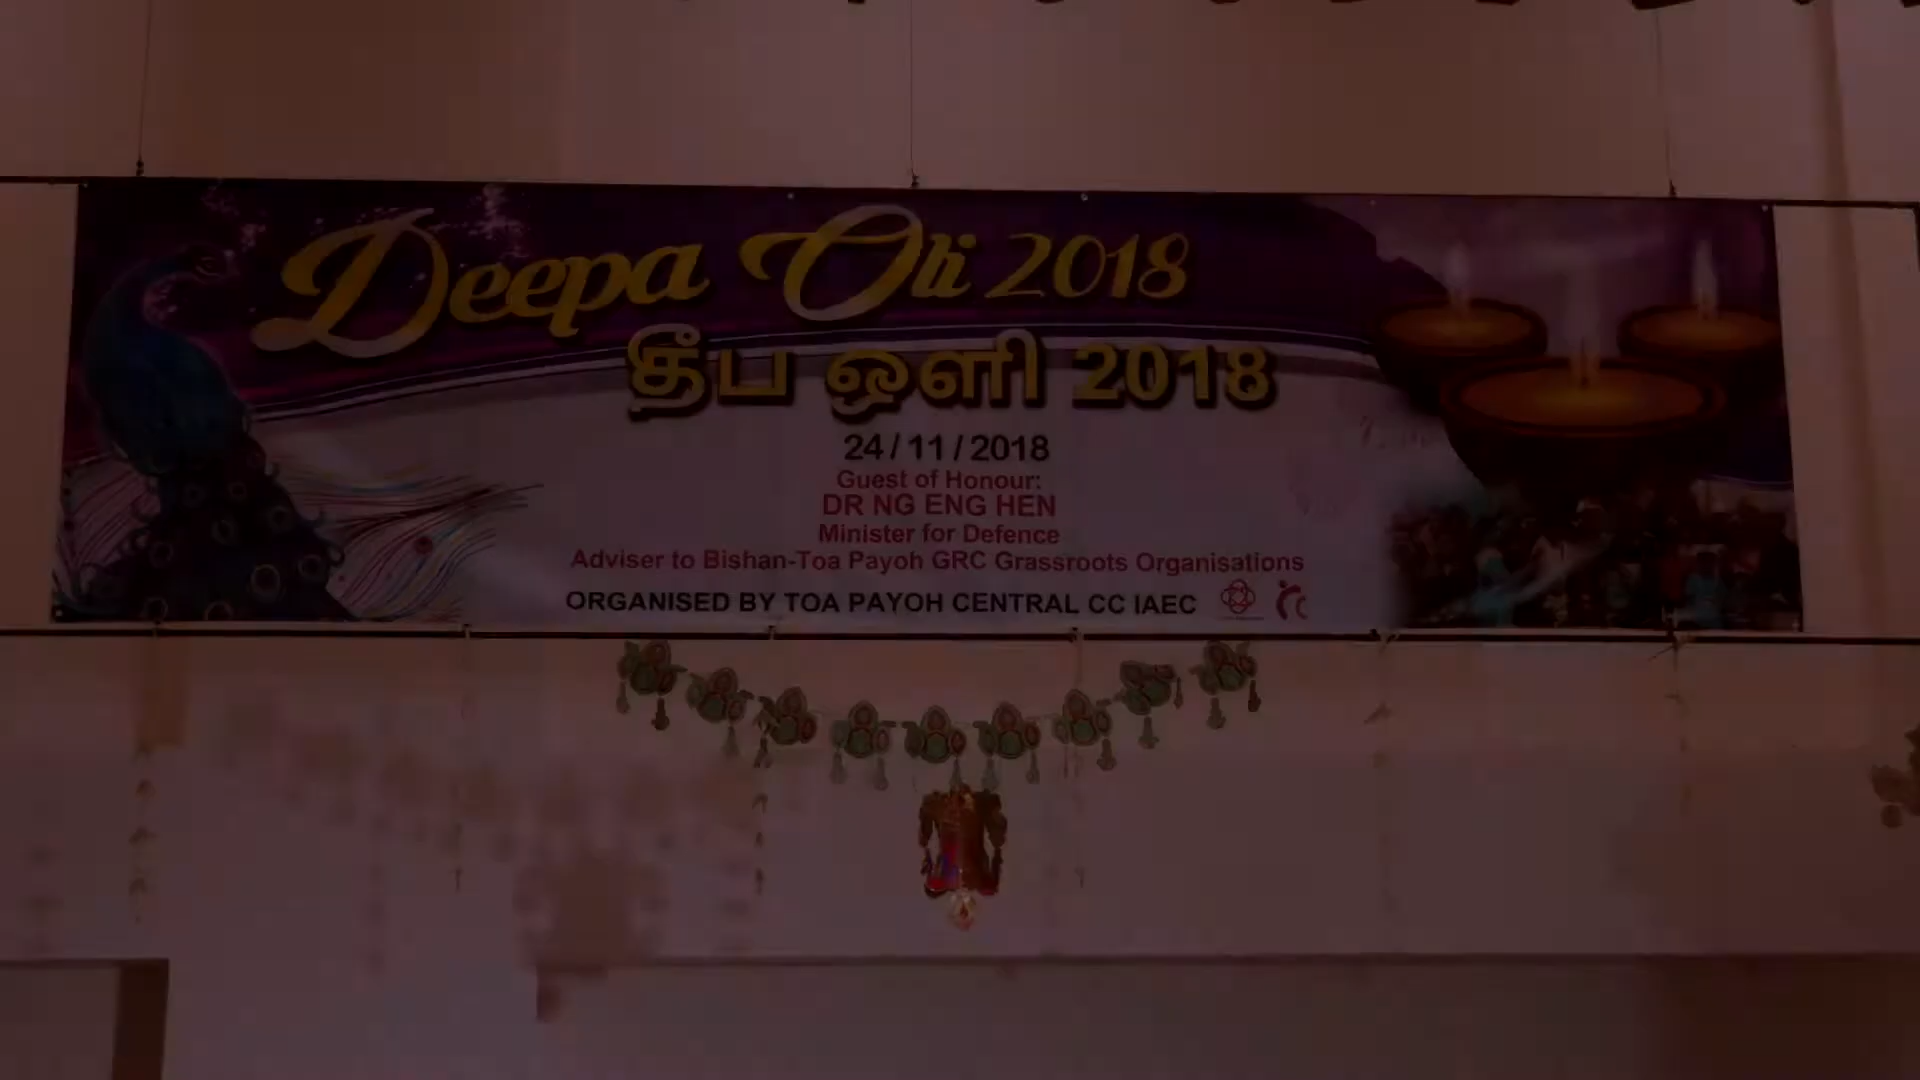 Deepa Oli 2018
தீப ஒளி 2018
24 / 11 / 2018
Guest of Honour:
DR NG ENG HEN
Minister for Defence
Adviser to Bishan-Toa Payoh GRC Grassroots Organisations
ORGANISED BY TOA PAYOH CENTRAL CC IAEC